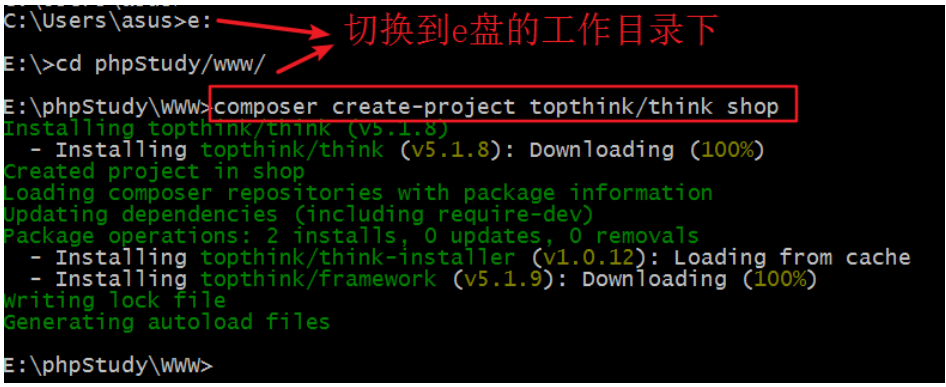 C:\Users\asus>e:
切换到e盘的工作目录下
E:\>cd phpStudy/www/
E:\phpStudy\WWW>composer create-project topthink/think shop
Installing topthink/think (v5.1.8)
- Installing topthink/think (v5.1.8): Downloading (100%)
Created project in shop
Loading composer repositories with package information
Updating dependencies (including require-dev)
Package operations: 2 installs, 0 updates, 0 removals
- Installing topthink/think-installer (v1.0.12): Loading from cache
- Installing topthink/framework (v5.1.9): Downloading (100%)
Writing lock file
Generating autoload files
E:\phpStudy\WWW>